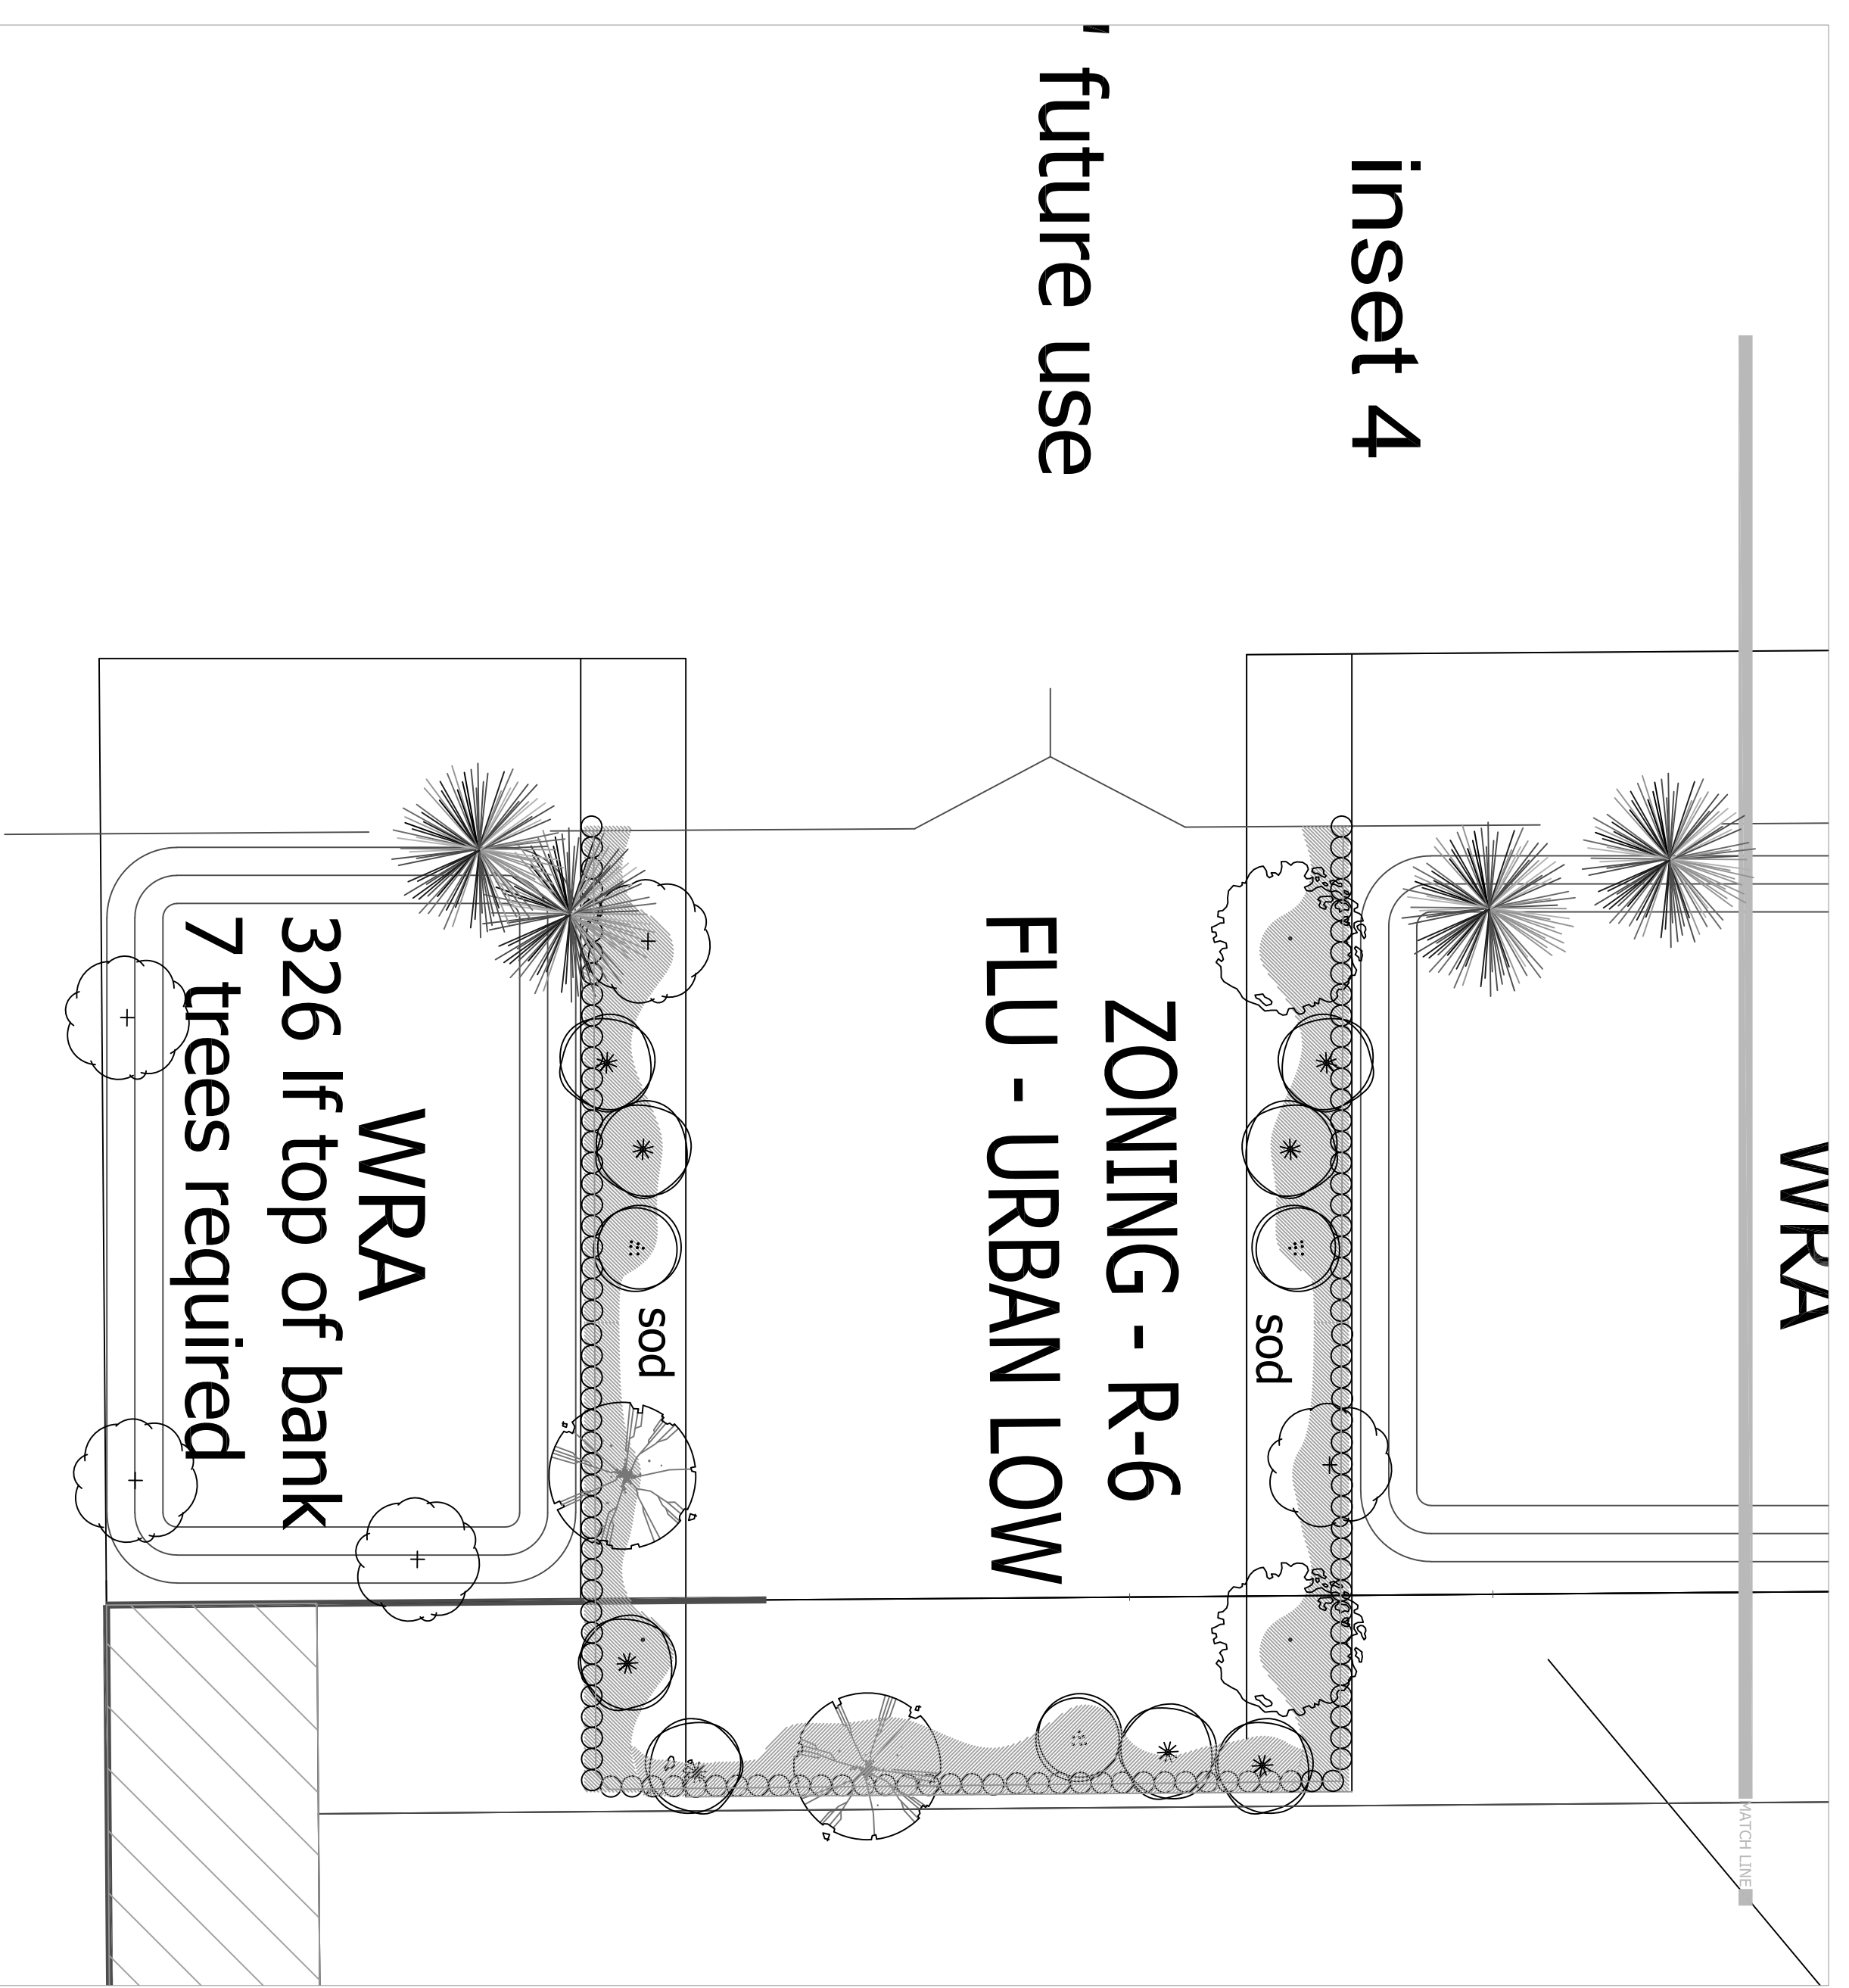 inset 4
" future use
ZONING - R-6
FLU - URBAN LOW
WRA
326 lf top of bank
7 trees required
sod
sod
WRA
MATCH LINE